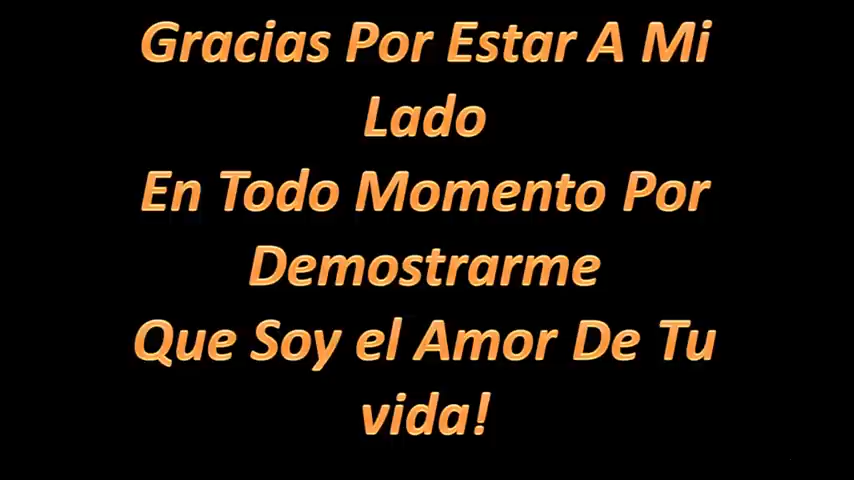 Gracias Por Estar A Mi
Lado
En Todo Momento Por
Demostrarme
Que Soy el Amor De Tu
vida!